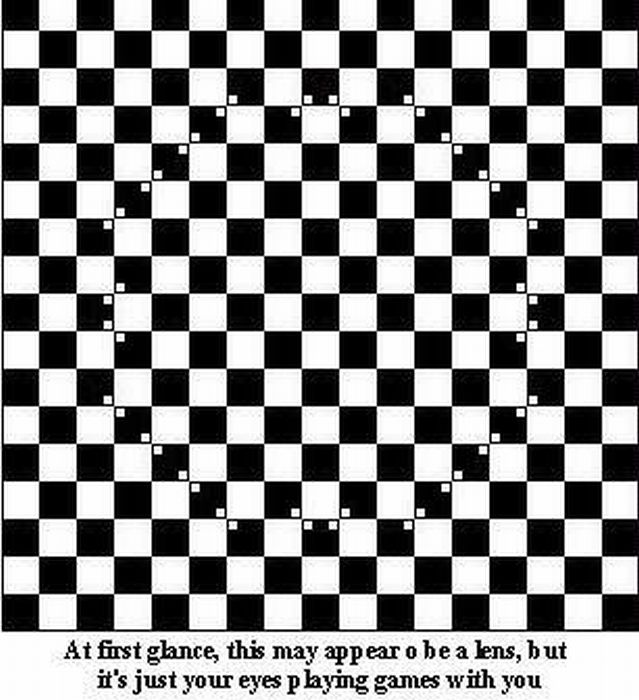 At first glance, this may appear o be a lens, but
it's just your eyes playing games with you